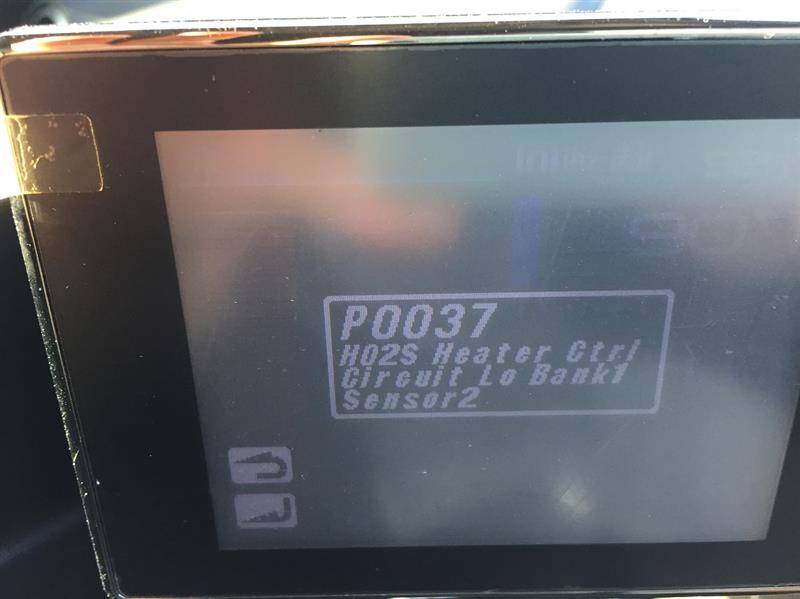 P0037
HO2S Heater Ctrl
Circuit Lo Bank1
Sensor2